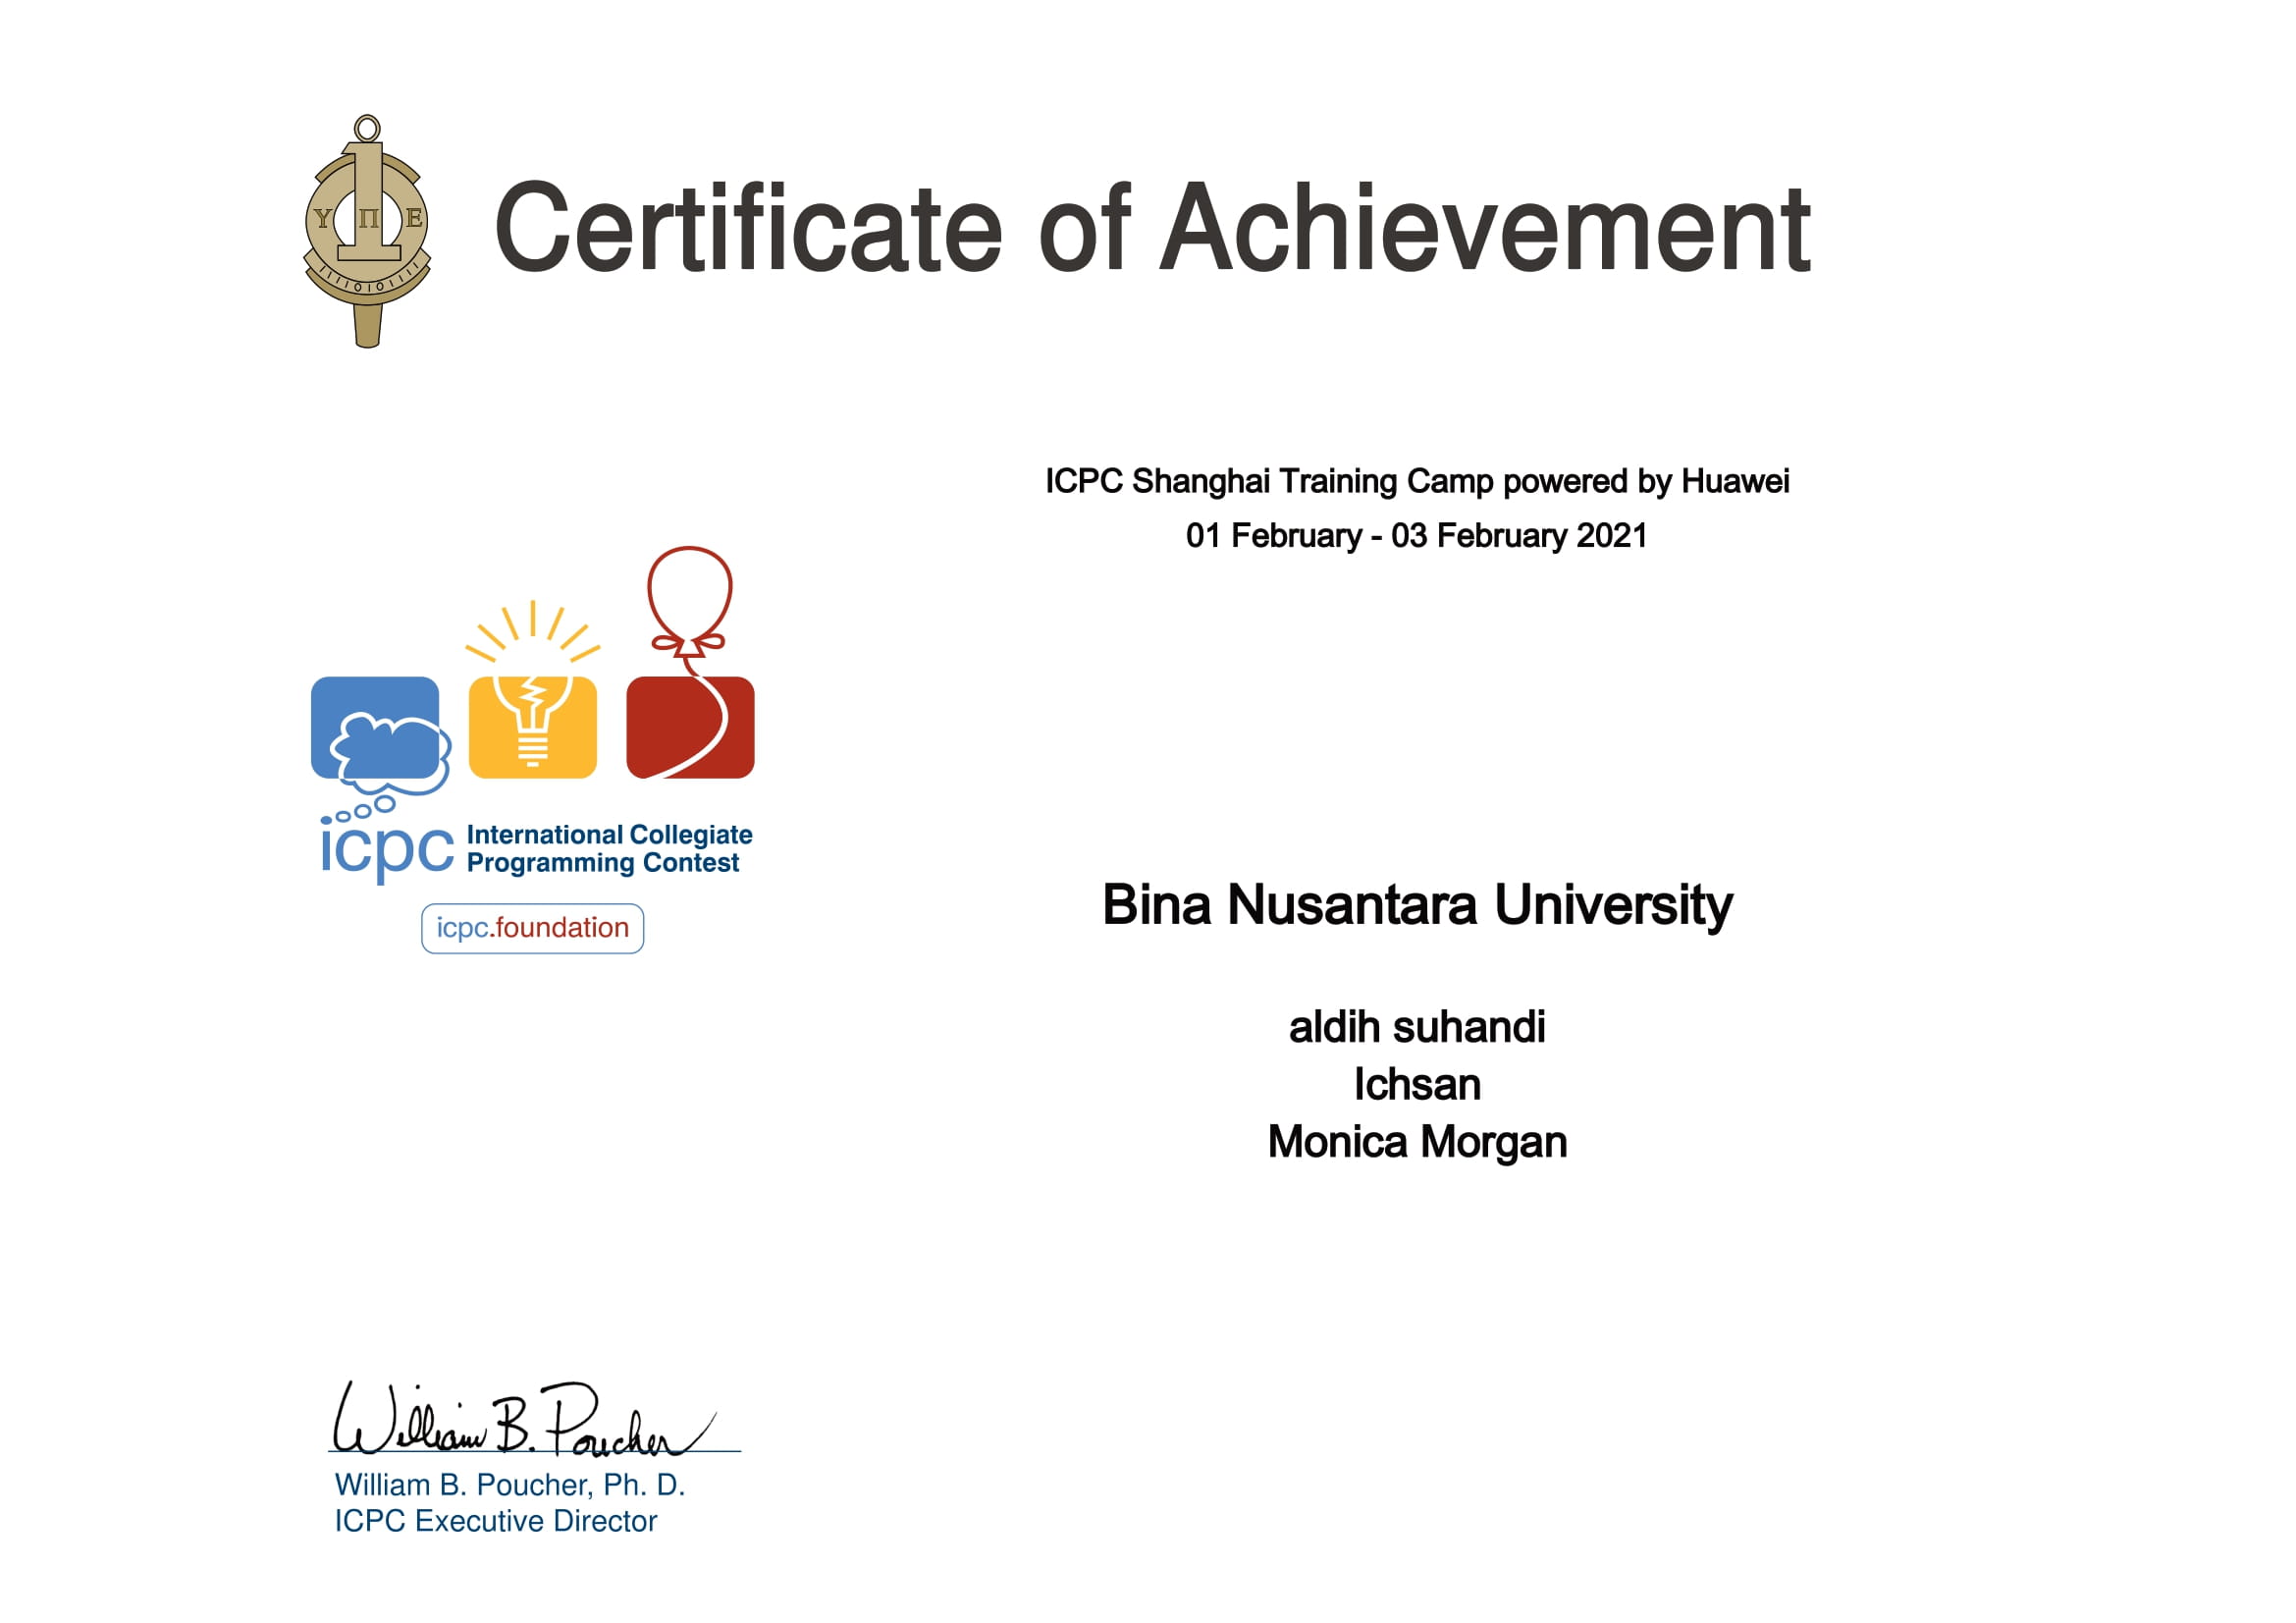 Certificate of Achievement
Υ Π Ε
ICPC Shanghai Training Camp powered by Huawei
01 February - 03 February 2021
icpc International Collegiate
Programming Contest
icpc.foundation
Bina Nusantara University
aldih suhandi
Ichsan
Monica Morgan
William B. Poucher
William B. Poucher, Ph. D.
ICPC Executive Director